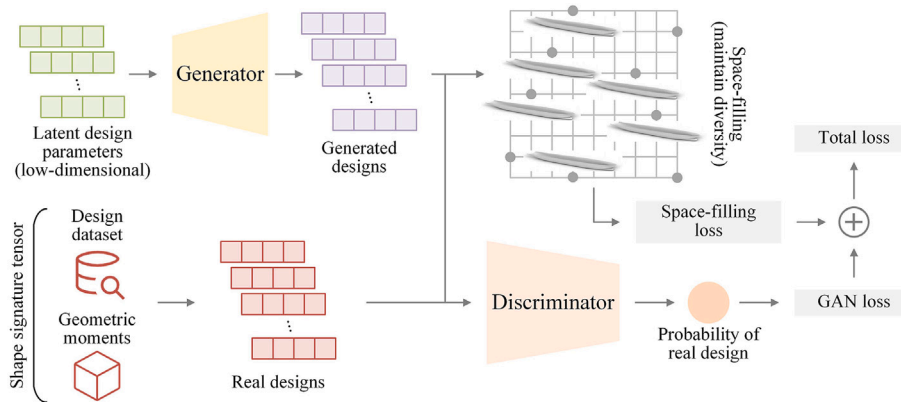 Latent design
parameters
(low-dimensional)
Generator
Generated
designs
Space-filling
(maintain diversity)
Total loss
Space-filling
loss
Shape signature tensor
Design
dataset
Geometric
moments
Real designs
Discriminator
Probability of
real design
GAN loss